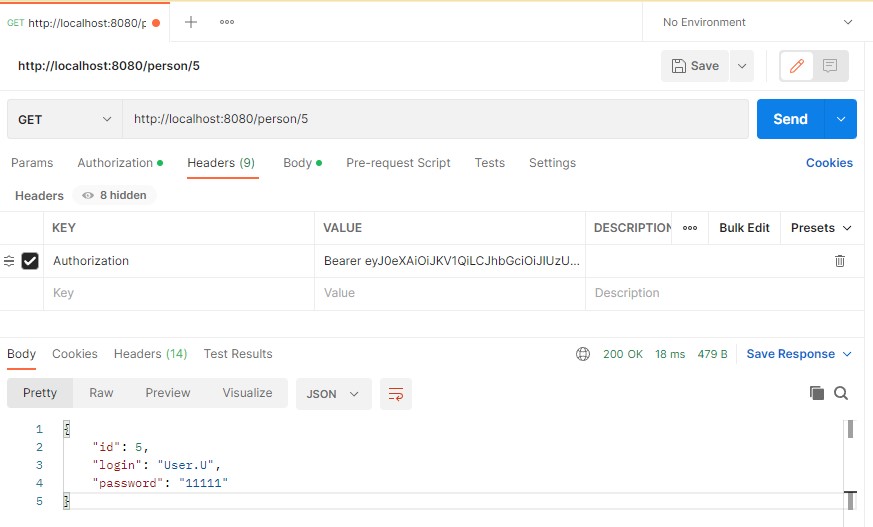 GET http://localhost:8080/p
No Environment
http://localhost:8080/person/5
Save
GET http://localhost:8080/person/5 Send
Params Authorization Headers (9) Body Pre-request Script Tests Settings Cookies
Headers 8 hidden
KEY VALUE DESCRIPTION Bulk Edit Presets
Authorization Bearer eyJ0eXAiOiJKV1QiLCJhbGciOiJIUzU...
Key Value Description
Body Cookies Headers (14) Test Results 200 OK 18 ms 479 B Save Response
Pretty Raw Preview Visualize JSON
1 {
2 "id": 5,
3 "login": "User.U",
4 "password": "11111"
5 }